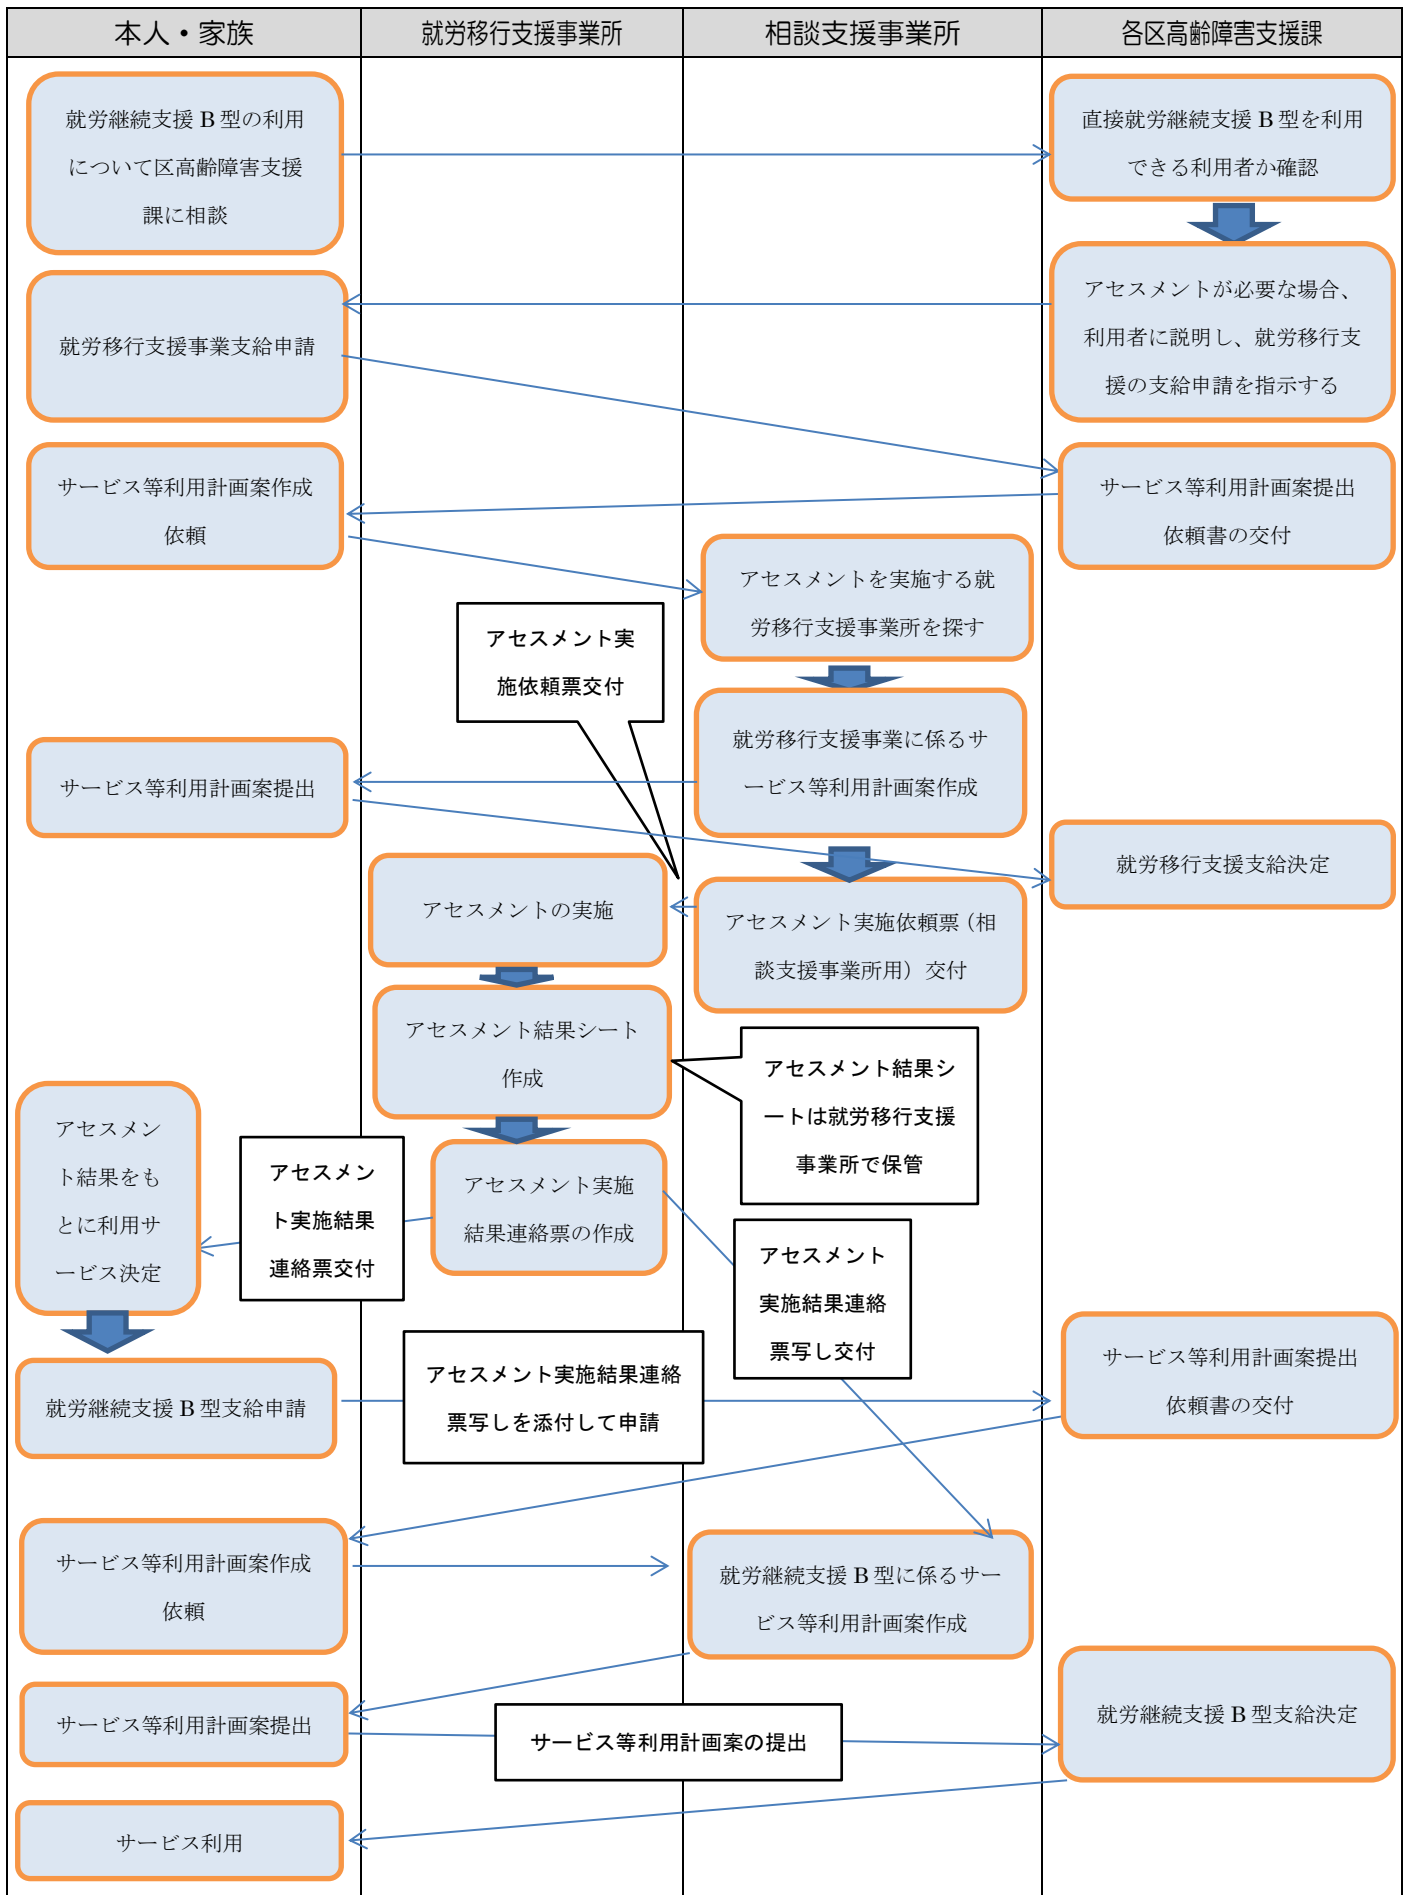 本人・家族
就労移行支援事業所
相談支援事業所
各区高齢障害支援課
就労継続支援 B 型の利用
について区高齢障害支援
課に相談
直接就労継続支援 B 型を利用
できる利用者か確認
アセスメントが必要な場合、
利用者に説明し、就労移行支
援の支給申請を指示する
就労移行支援事業支給申請
サービス等利用計画案作成
依頼
サービス等利用計画案提出
依頼書の交付
アセスメントを実施する就
労移行支援事業所を探す
アセスメント実
施依頼票交付
就労移行支援事業に係るサ
ービス等利用計画案作成
サービス等利用計画案提出
就労移行支援支給決定
アセスメントの実施
アセスメント実施依頼票（相
談支援事業所用）交付
アセスメント結果シート
作成
アセスメント結果シ
ートは就労移行支援
事業所で保管
アセスメン
ト結果をも
とに利用サ
ービス決定
アセスメン
ト実施結果
連絡票交付
アセスメント実施
結果連絡票の作成
アセスメント
実施結果連絡
票写し交付
サービス等利用計画案提出
依頼書の交付
就労継続支援 B 型支給申請
アセスメント実施結果連絡
票写しを添付して申請
サービス等利用計画案作成
依頼
就労継続支援 B 型に係るサー
ビス等利用計画案作成
サービス等利用計画案提出
サービス等利用計画案の提出
就労継続支援 B 型支給決定
サービス利用